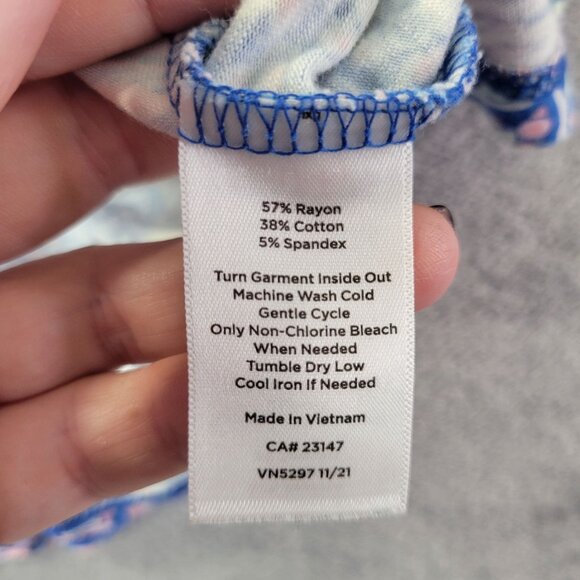 57% Rayon
38% Cotton
5% Spandex
Turn Garment Inside Out
Machine Wash Cold
Gentle Cycle
Only Non-Chlorine Bleach
When Needed
Tumble Dry Low
Cool Iron If Needed
Made In Vietnam
CA# 23147
VN5297 11/21